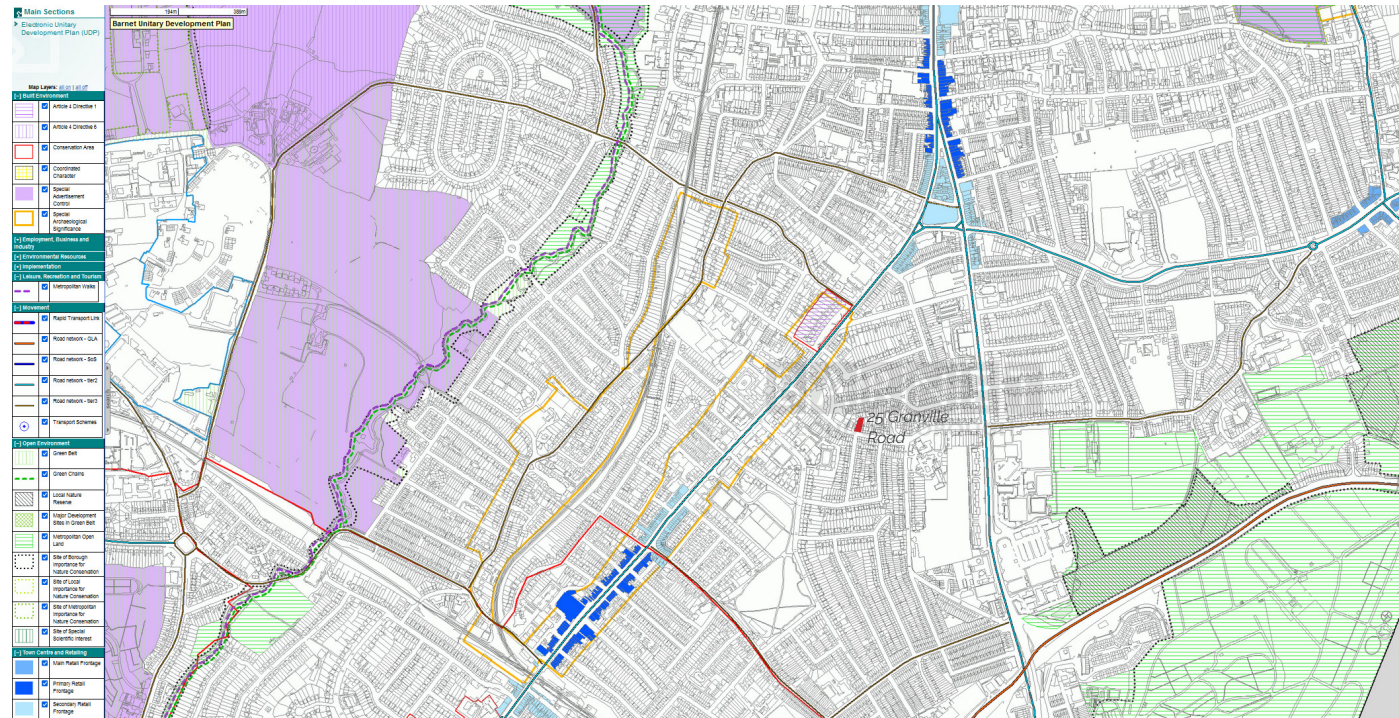 Main Sections
Electronic Unitary
Development Plan (UDP)
Map Layers: all on | all off
[-] Built Environment
Article 4 Directive 1
Article 4 Directive 6
Conservation Area
Coordinated
Character
Special
Advertisement
Control
Special
Archaeological
Significance
[+] Employment, Business and
Industry
[+] Environmental Resources
[+] Implementation
[-] Leisure, Recreation and Tourism
Metropolitan Walks
[-] Movement
Rapid Transport Link
Road network - GLA
Road network - SoS
Road network - tier2
Road network - tier3
Transport Schemes
[-] Open Environment
Green Belt
Green Chains
Local Nature
Reserve
Major Development
Sites in Green Belt
Metropolitan Open
Land
Site of Borough
Importance for
Nature Conservation
Site of Local
Importance for
Nature Conservation
Site of Metropolitan
Importance for
Nature Conservation
Site of Special
Scientific Interest
[-] Town Centre and Retailing
Main Retail Frontage
Primary Retail
Frontage
Secondary Retail
Frontage
194m 388m
Barnet Unitary Development Plan
25 Granville
Road